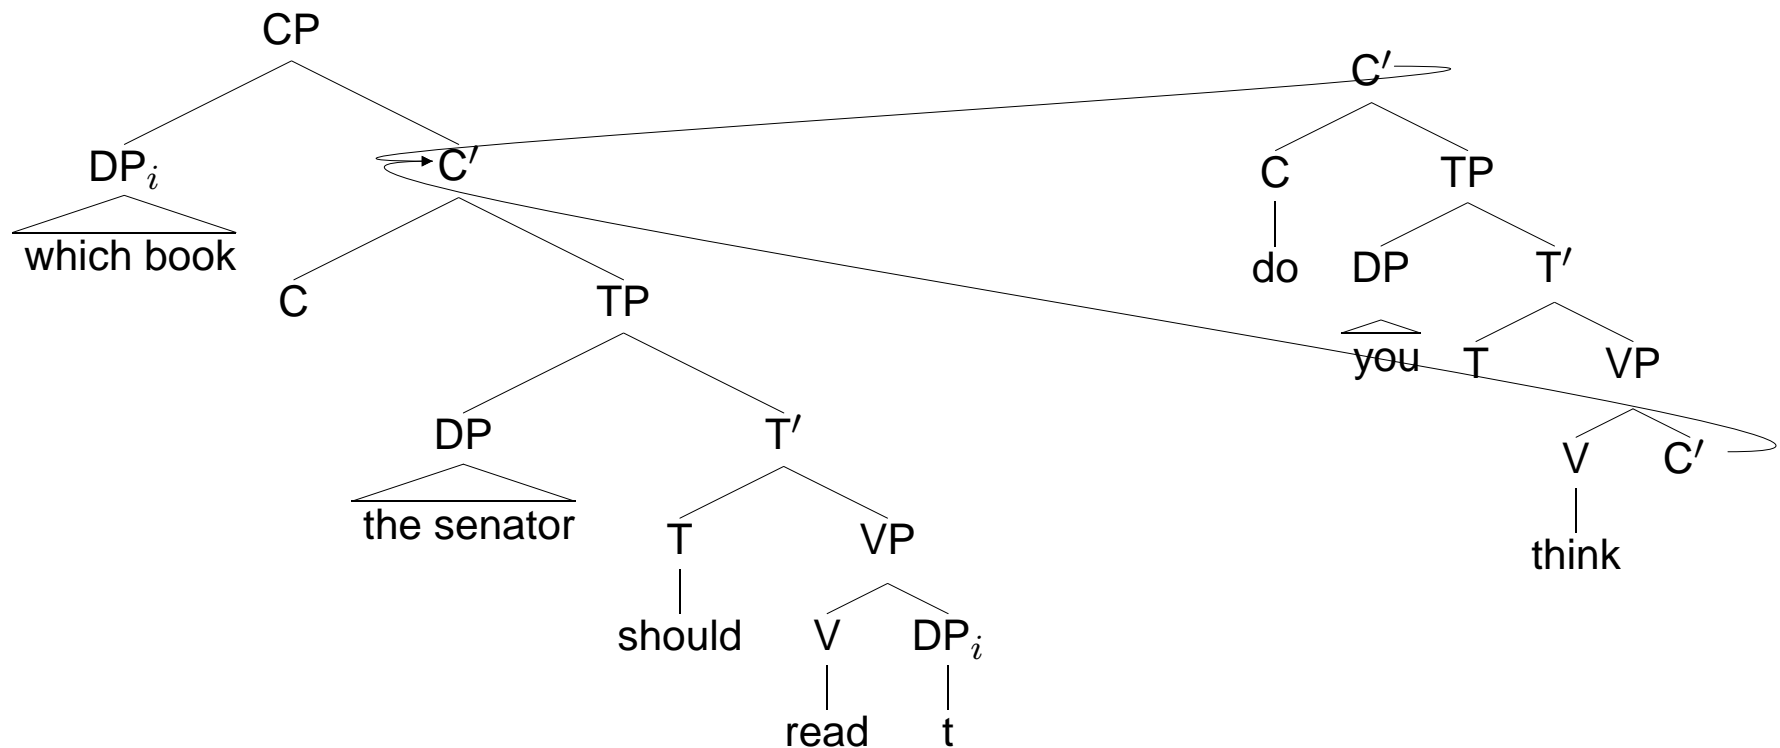 CP
C′
DPi C′
C TP
which book
do DP T′
C TP
you T VP
DP T′
V C′
the senator
T VP
think
should V DPi
read t